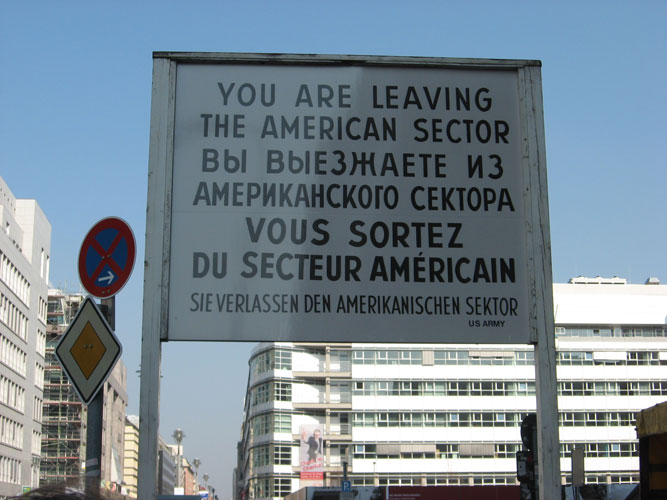 YOU ARE LEAVING
THE AMERICAN SECTOR
ВЫ ВЫЕЗЖАЕТЕ ИЗ
АМЕРИКАНСКОГО СЕКТОРА
VOUS SORTEZ
DU SECTEUR AMÉRICAIN
SIE VERLASSEN DEN AMERIKANISCHEN SEKTOR
US ARMY